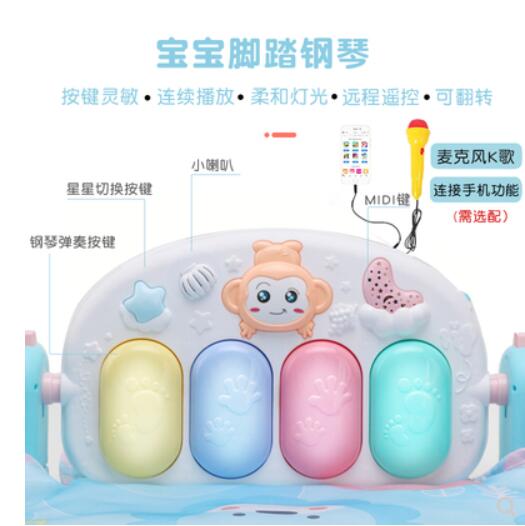 宝宝脚踏钢琴
按键灵敏•连续播放•柔和灯光•远程遥控•可翻转
小喇叭
麦克风K歌
星星切换按键
MIDI键
连接手机功能
(需选配)
钢琴弹奏按键